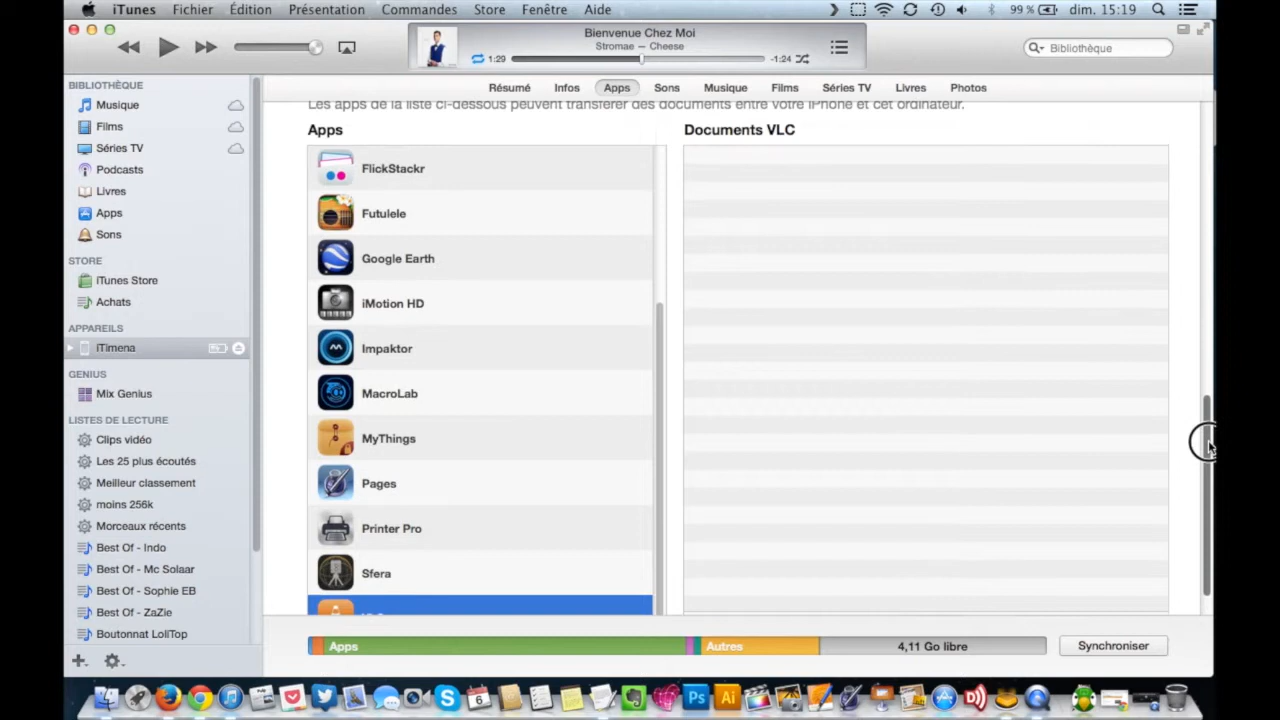 iTunes Fichier Édition Présentation Commandes Store Fenêtre Aide 99 % dim. 15:19
Bienvenue Chez Moi
Stromae — Cheese
1:29 -1:24
Bibliothèque
Résumé Infos Apps Sons Musique Films Séries TV Livres Photos
BIBLIOTHÈQUE
Musique
Films
Séries TV
Podcasts
Livres
Apps
Sons
STORE
iTunes Store
Achats
APPAREILS
iTimena
GENIUS
Mix Genius
LISTES DE LECTURE
Clips vidéo
Les 25 plus écoutés
Meilleur classement
moins 256k
Morceaux récents
Best Of - Indo
Best Of - Mc Solaar
Best Of - Sophie EB
Best Of - ZaZie
Boutonnat LoliTop
Les apps de la liste ci-dessous peuvent transférer des documents entre votre iPhone et cet ordinateur.
Apps
FlickStackr
Futulele
Google Earth
iMotion HD
Impaktor
MacroLab
MyThings
Pages
Printer Pro
Sfera
Documents VLC
Apps Autres 4,11 Go libre
Synchroniser
6
Ps
Ai